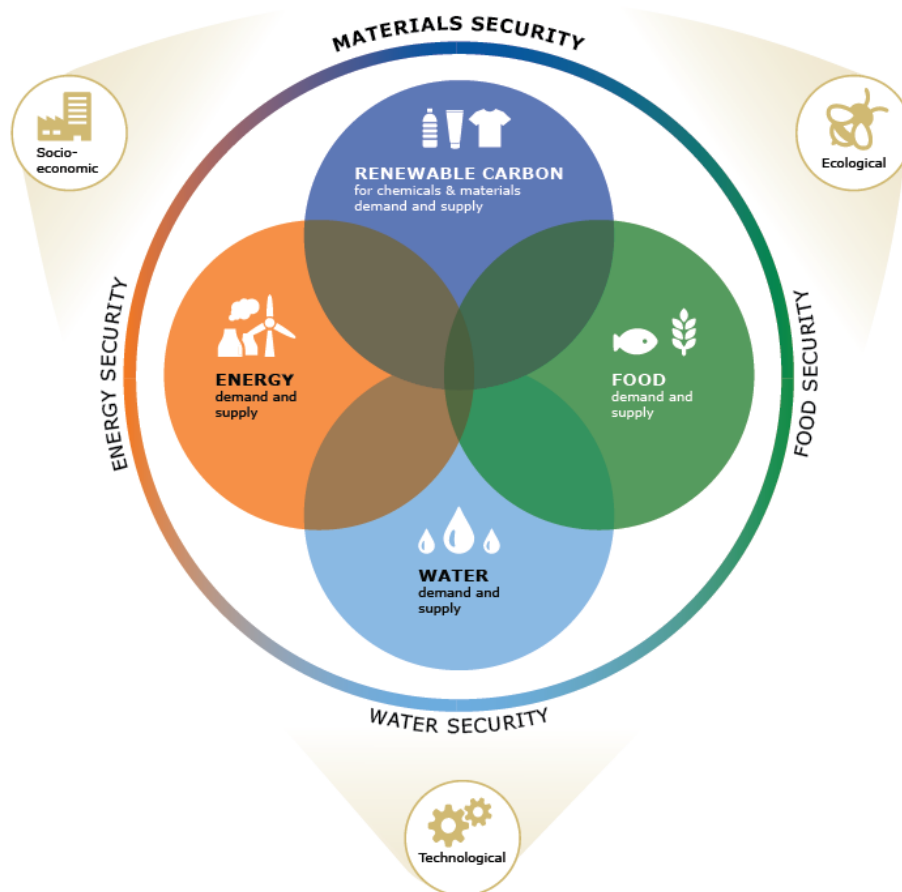 MATERIALS SECURITY
Socio-
economic
Ecological
RENEWABLE CARBON
for chemicals & materials
demand and supply
ENERGY SECURITY
FOOD SECURITY
ENERGY
demand and
supply
FOOD
demand and
supply
WATER
demand and
supply
WATER SECURITY
Technological